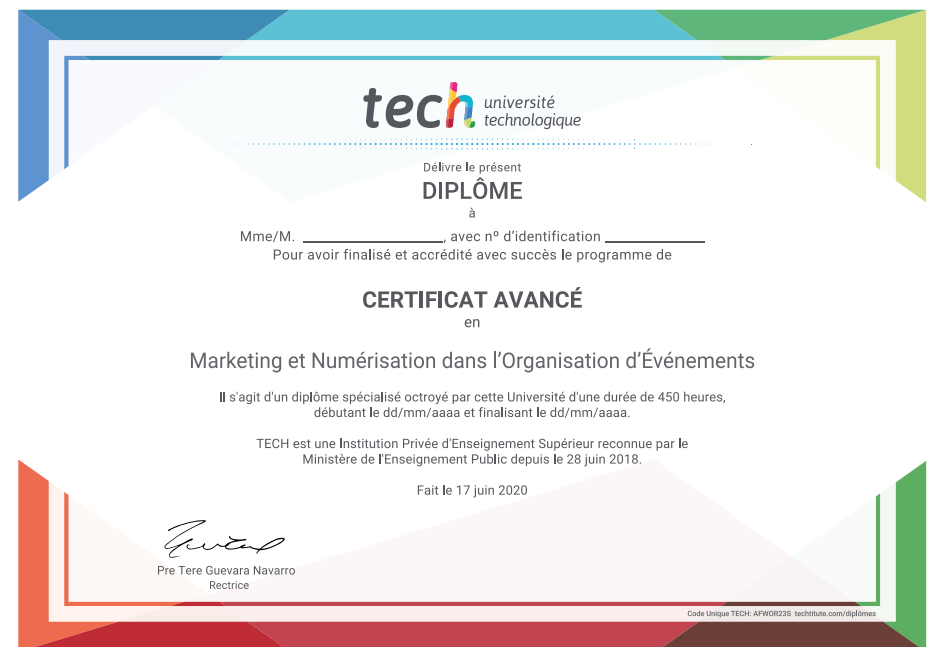 tech université
technologique
Délivre le présent
DIPLÔME
à
Mme/M. ________________, avec nº d'identification ____________
Pour avoir finalisé et accrédité avec succès le programme de
CERTIFICAT AVANCÉ
en
Marketing et Numérisation dans l'Organisation d'Événements
Il s'agit d'un diplôme spécialisé octroyé par cette Université d'une durée de 450 heures,
débutant le dd/mm/aaaa et finalisant le dd/mm/aaaa.
TECH est une Institution Privée d'Enseignement Supérieur reconnue par le
Ministère de l'Enseignement Public depuis le 28 juin 2018.
Fait le 17 juin 2020
Pre Tere Guevara Navarro
Rectrice
Code Unique TECH: AFWOR23S techtitute.com/diplômes